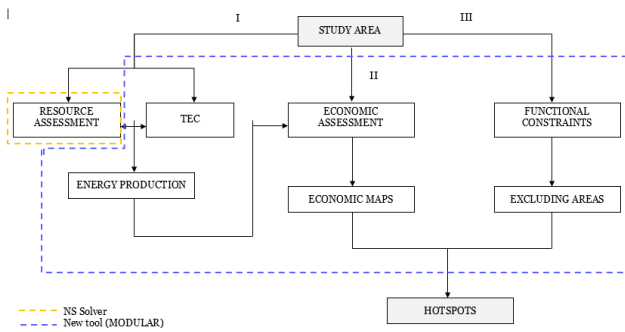 I
III
STUDY AREA
II
RESOURCE
ASSESSMENT
TEC
ECONOMIC
ASSESSMENT
FUNCTIONAL
CONSTRAINTS
ENERGY PRODUCTION
ECONOMIC MAPS
EXCLUDING AREAS
HOTSPOTS
NS Solver
New tool (MODULAR)